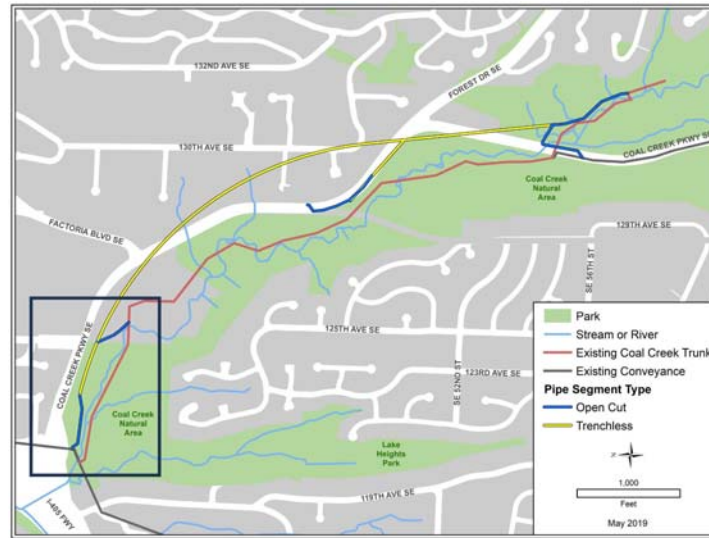 132ND AVE SE
FOREST DR SE
130TH AVE SE
COAL CREEK PKWY SE
Coal Creek
Natural
Area
FACTORIA BLVD SE
129TH AVE SE
SE 56TH ST
COAL CREEK PKWY SE
125TH AVE SE
SE 52ND ST
123RD AVE SE
Coal Creek
Natural
Area
Lake
Heights
Park
119TH AVE SE
I-405 FWY
Park
Stream or River
Existing Coal Creek Trunk
Existing Conveyance
Pipe Segment Type
Open Cut
Trenchless
N
1,000
Feet
May 2019